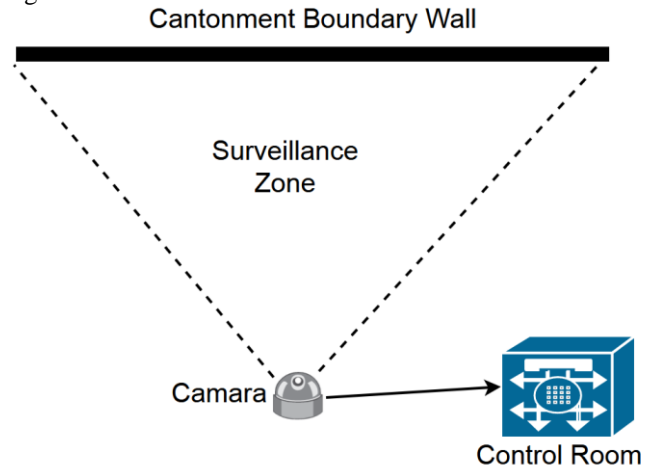 Cantonment Boundary Wall
Surveillance
Zone
Camara
Control Room